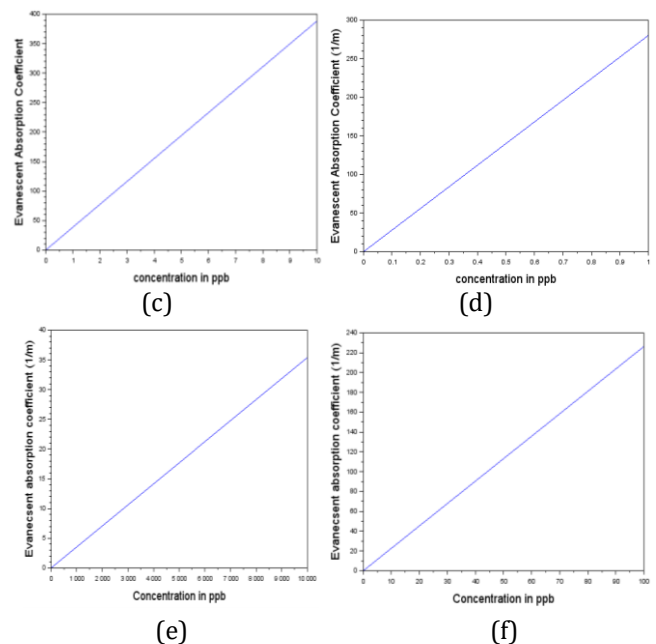 400
350
300
250
200
150
100
50
0
Evanescent Absorption Coefficient
0 1 2 3 4 5 6 7 8 9 10
concentration in ppb
(c)
300
250
200
150
100
50
0
Evanescent Absorption Coefficient (1/m)
0 0.1 0.2 0.3 0.4 0.5 0.6 0.7 0.8 0.9 1
concentration in ppb
(d)
40
35
30
25
20
15
10
5
0
Evanecsent absorption coefficient (1/m)
0 1 000 2 000 3 000 4 000 5 000 6 000 7 000 8 000 9 000 10 000
Concentration in ppb
(e)
240
220
200
180
160
140
120
100
80
60
40
20
0
Evanecsent absorption coefficient (1/m)
0 10 20 30 40 50 60 70 80 90 100
Concentration in ppb
(f)